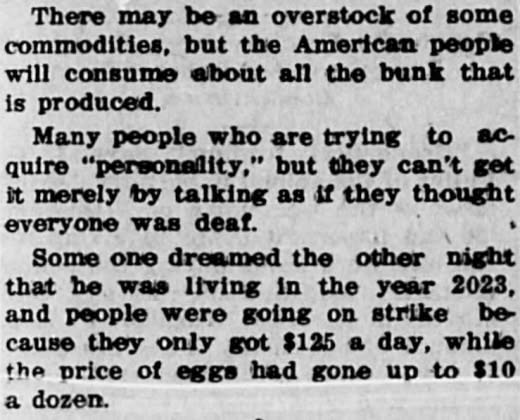 There may be an overstock of some
commodities, but the American people
will consume about all the bunk that
is produced.
Many people who are trying to ac-
quire "personality," but they can't get
it merely by talking as if they thought
everyone was deaf.
Some one dreamed the other night
that he was living in the year 2023,
and people were going on strike be-
cause they only got $125 a day, while
the price of eggs had gone up to $10
a dozen.